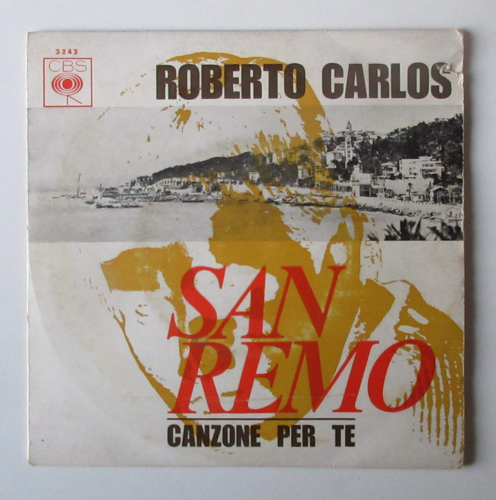 3243
CBS
ROBERTO CARLOS
SAN
REMO
CANZONE PER TE